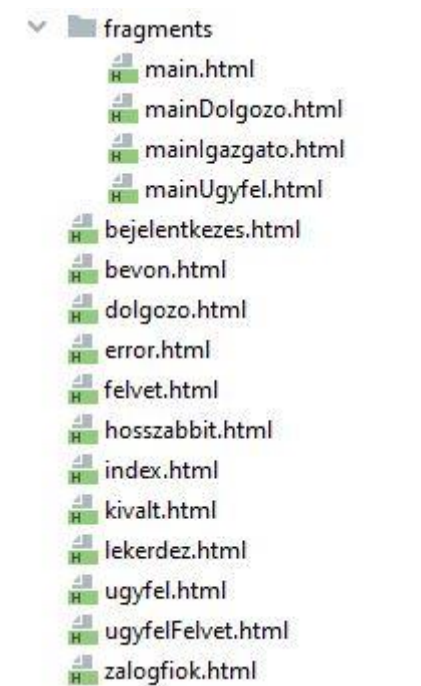 fragments
H main.html
H mainDolgozo.html
H mainIgazgato.html
H mainUgyfel.html
H bejelentkezes.html
H bevon.html
H dolgozo.html
H error.html
H felvet.html
H hosszabbit.html
H index.html
H kivalt.html
H lekerdez.html
H ugyfel.html
H ugyfelFelvet.html
H zalogfiok.html